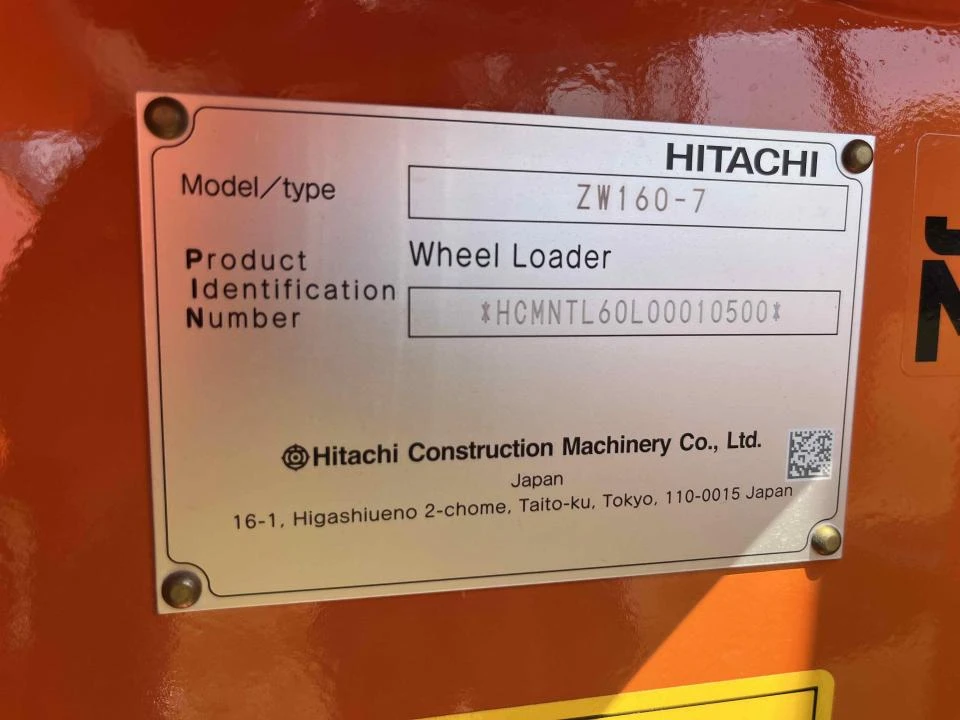 HITACHI
Model/type
ZW160-7
Wheel Loader
Product
Identification
Number
*HCMNTL60L00010500*
Hitachi Construction Machinery Co., Ltd.
Japan
16-1, Higashiueno 2-chome, Taito-ku, Tokyo, 110-0015 Japan